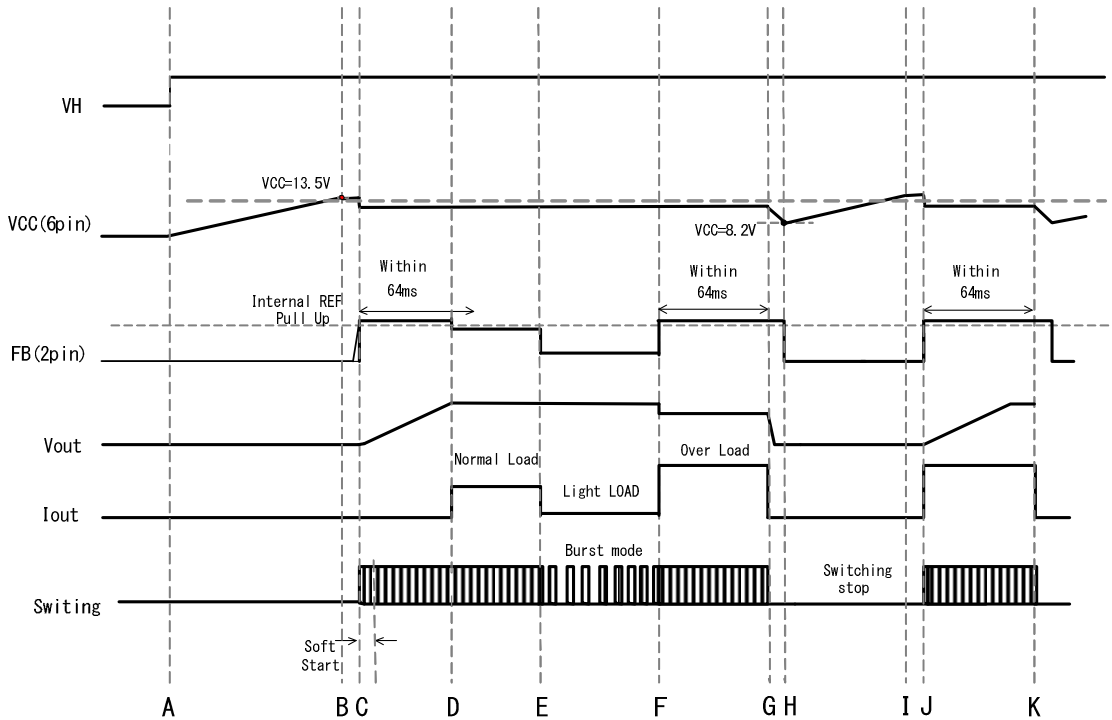 VH
VCC=13.5V
VCC(6pin)
VCC=8.2V
Within
64ms
Within
64ms
Within
64ms
Internal REF
Pull Up
FB(2pin)
Vout
Normal Load
Over Load
Light LOAD
Iout
Burst mode
Switching
stop
Switing
Soft
Start
A B C D E F G H I J K